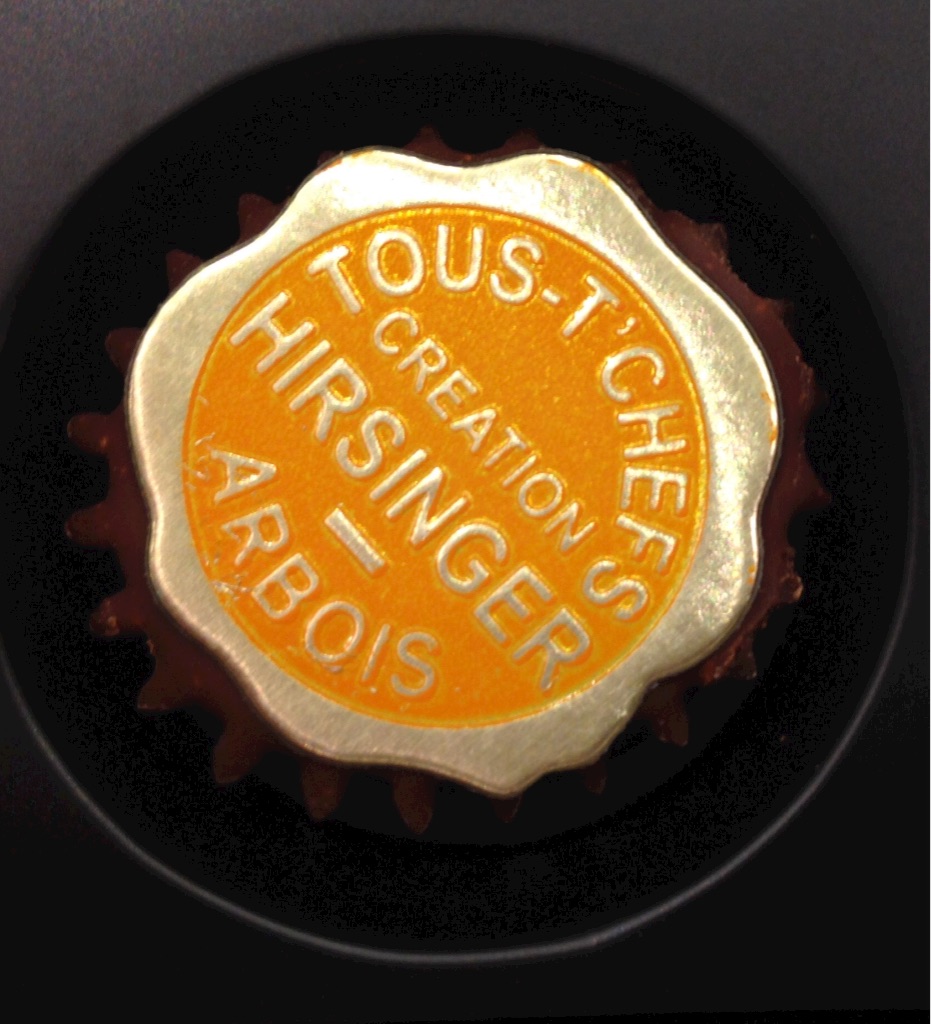 TOUS-T'CHEFS
CREATION
HIRSINGER
—
ARBOIS